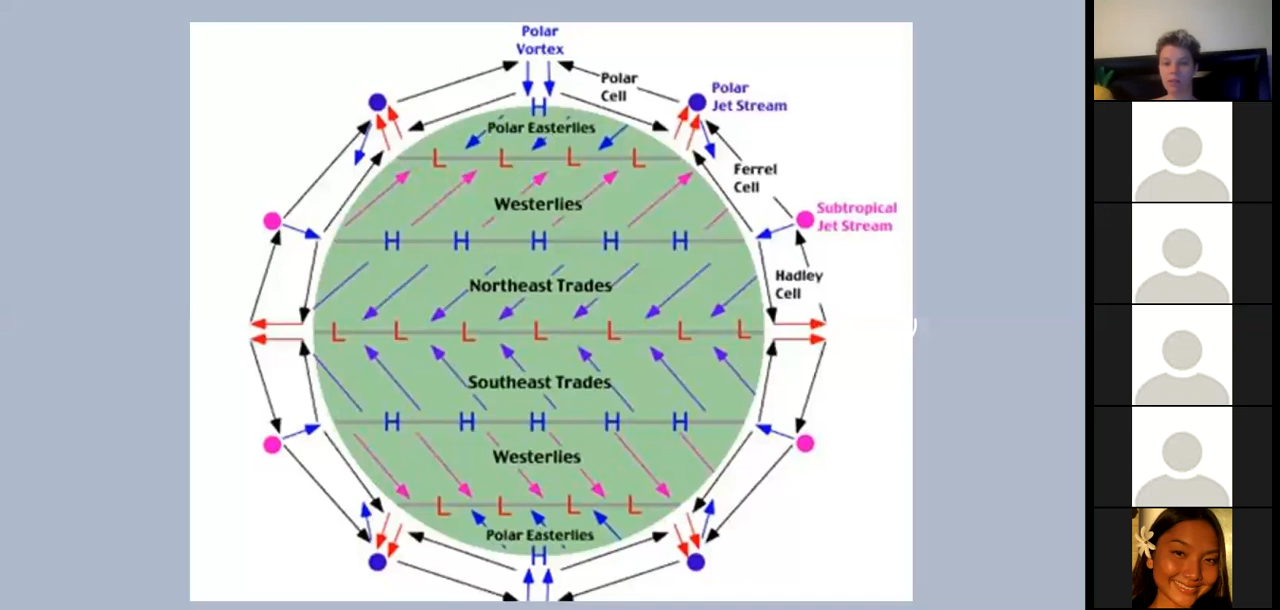 Polar
Vortex
Polar
Cell
Polar
Jet Stream
H
Polar Easterlies
L L L L
Ferrel
Cell
Westerlies
Subtropical
Jet Stream
H H H H H
Hadley
Cell
Northeast Trades
L L L L L L L
Southeast Trades
H H H H H
Westerlies
L L L L
Polar Easterlies
H